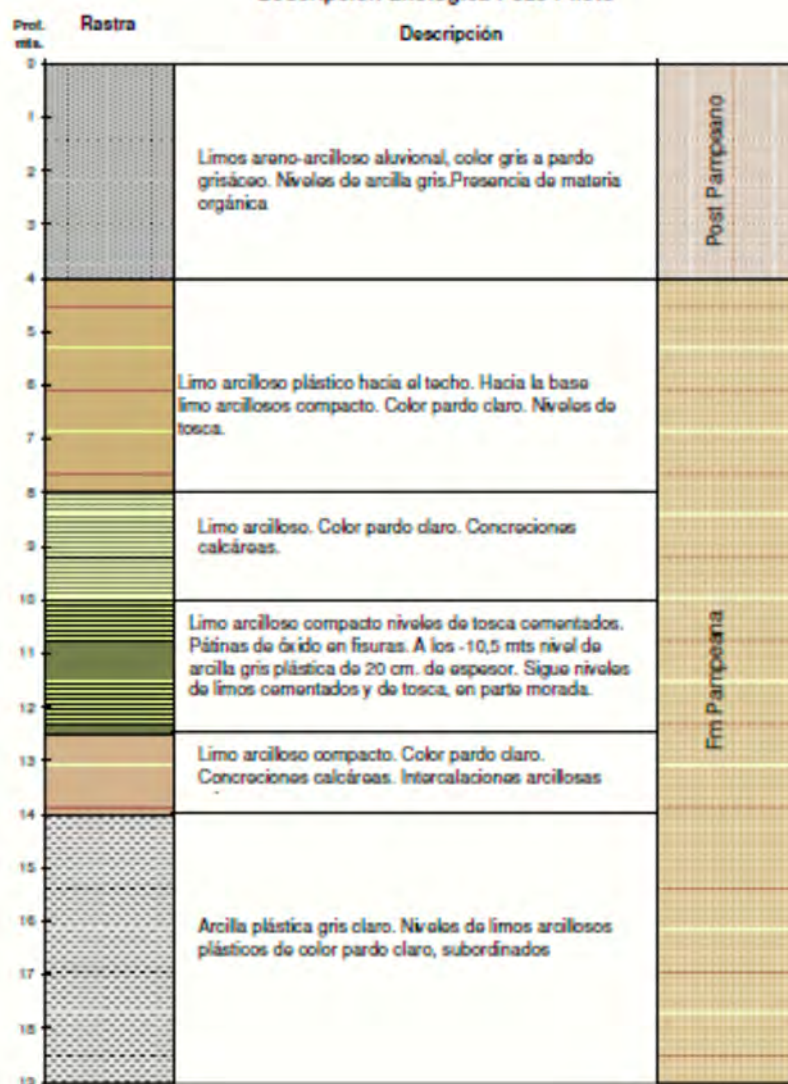 Prof. mts.
Rastra
Descripción
0
1
2
3
4
5
6
7
8
9
10
11
12
13
14
15
16
17
18
19
Limos areno-arcilloso aluvional, color gris a pardo
grisáceo. Niveles de arcilla gris.Presencia de materia
orgánica
Limo arcilloso plástico hacia el techo. Hacia la base
limo arcillosos compacto. Color pardo claro. Niveles de
tosca.
Limo arcilloso. Color pardo claro. Concreciones
calcáreas.
Limo arcilloso compacto niveles de tosca cementados.
Pátinas de óxido en fisuras. A los -10,5 mts nivel de
arcilla gris plástica de 20 cm. de espesor. Sigue niveles
de limos cementados y de tosca, en parte morada.
Limo arcilloso compacto. Color pardo claro.
Concreciones calcáreas. Intercalaciones arcillosas
Arcilla plástica gris claro. Niveles de limos arcillosos
plásticos de color pardo claro, subordinados
Post Pampeano
Fm Pampeana